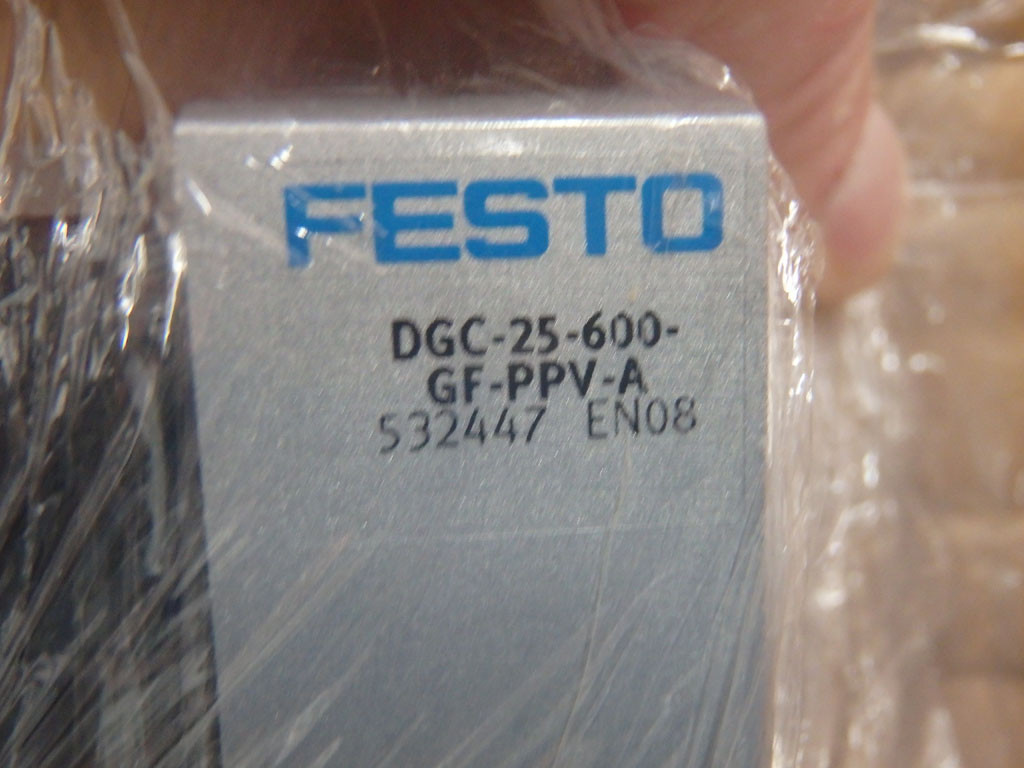 FESTO
DGC-25-600-
GF-PPV-A
532447 EN08